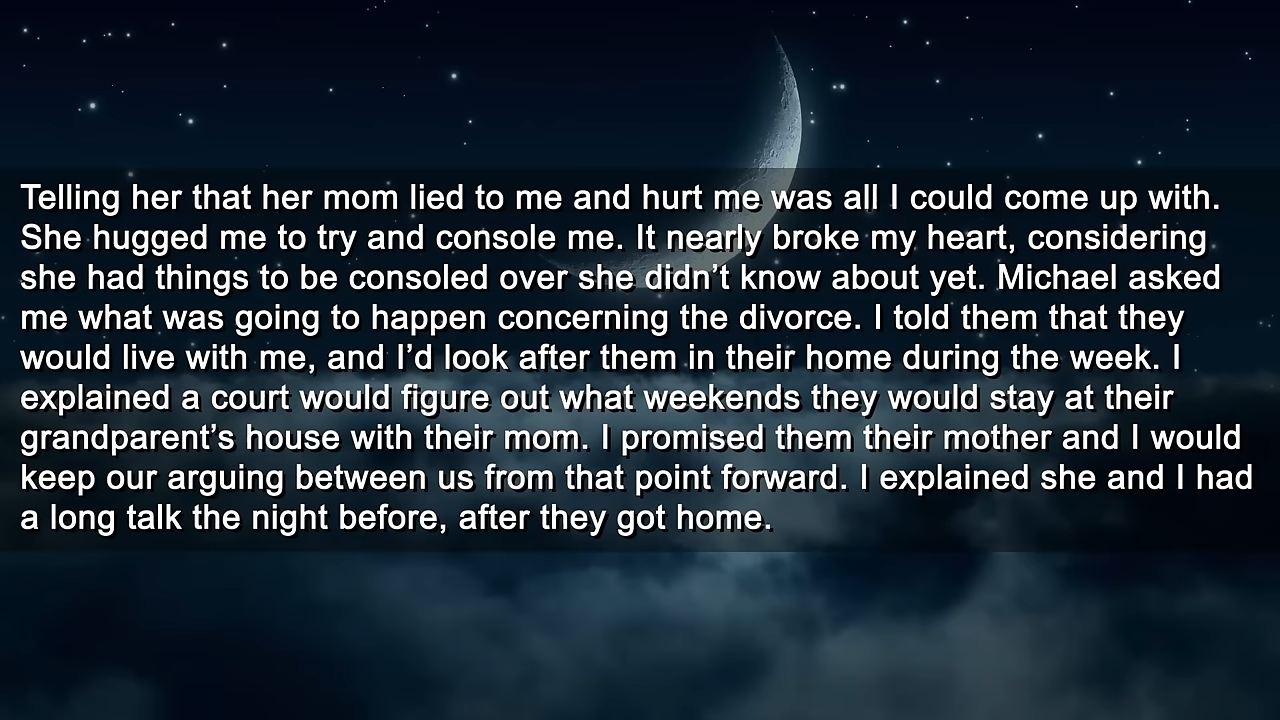 Telling her that her mom lied to me and hurt me was all I could come up with.
She hugged me to try and console me. It nearly broke my heart, considering
she had things to be consoled over she didn’t know about yet. Michael asked
me what was going to happen concerning the divorce. I told them that they
would live with me, and I’d look after them in their home during the week. I
explained a court would figure out what weekends they would stay at their
grandparent’s house with their mom. I promised them their mother and I would
keep our arguing between us from that point forward. I explained she and I had
a long talk the night before, after they got home.